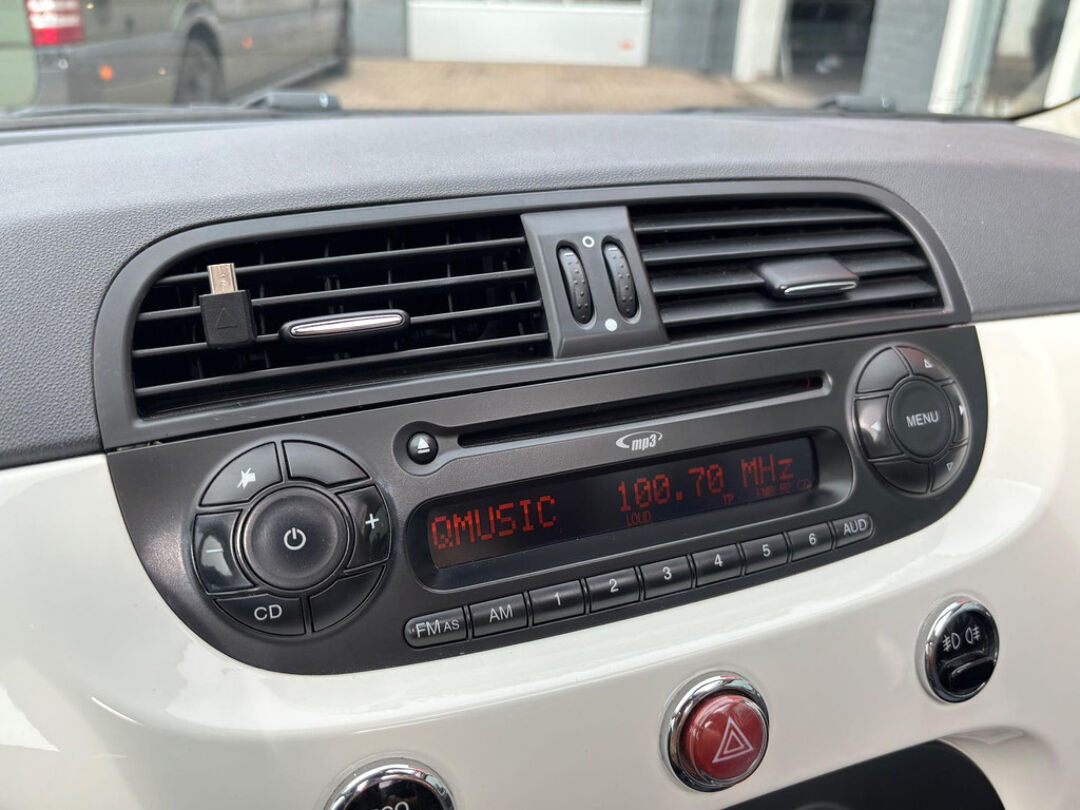 mp3
QMUSIC 100.70 MHz
LOUD TP
MENU
CD
FM AS AM 1 2 3 4 5 6 AUD